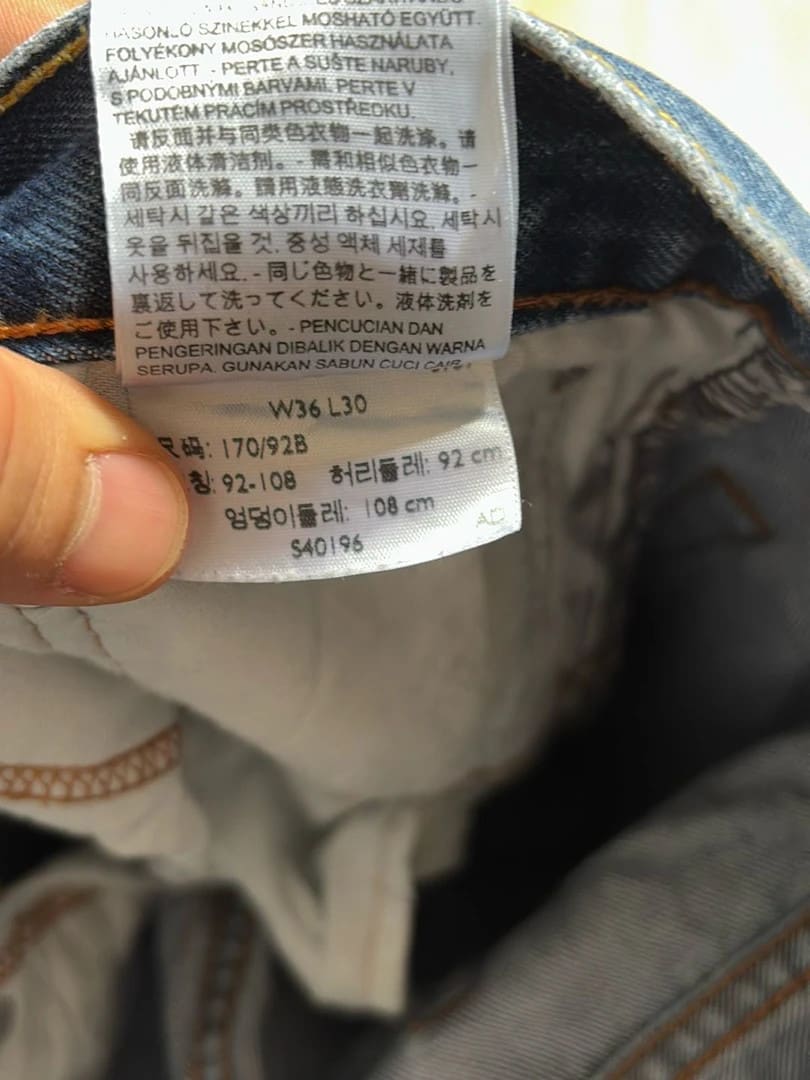 HASONLÓ SZÍNEKKEL MOSHATÓ EGYÜTT.
FOLYÉKONY MOSÓSZER HASZNÁLATA
AJÁNLOTT. - PERTE A SUŠTE NARUBY,
S PODOBNÝMI BARVAMI. PERTE V
TEKUTÉM PRACÍM PROSTŘEDKU.
请反面并与同类色衣物一起洗涤。请
使用液体清洁剂。- 需和相似色衣物一
同反面洗滌。請用液態洗衣劑洗滌。-
세탁시 같은 색상끼리 하십시요. 세탁시
옷을 뒤집을 것. 중성 액체 세제를
사용하세요. - 同じ色物と一緒に製品を
裏返して洗ってください。液体洗剤を
ご使用下さい。- PENCUCIAN DAN
PENGERINGAN DIBALIK DENGAN WARNA
SERUPA. GUNAKAN SABUN CUCI CAIR.
W36 L30
尺码: 170/92B
칭: 92-108 허리둘레: 92 cm
엉덩이둘레: 108 cm
S40196